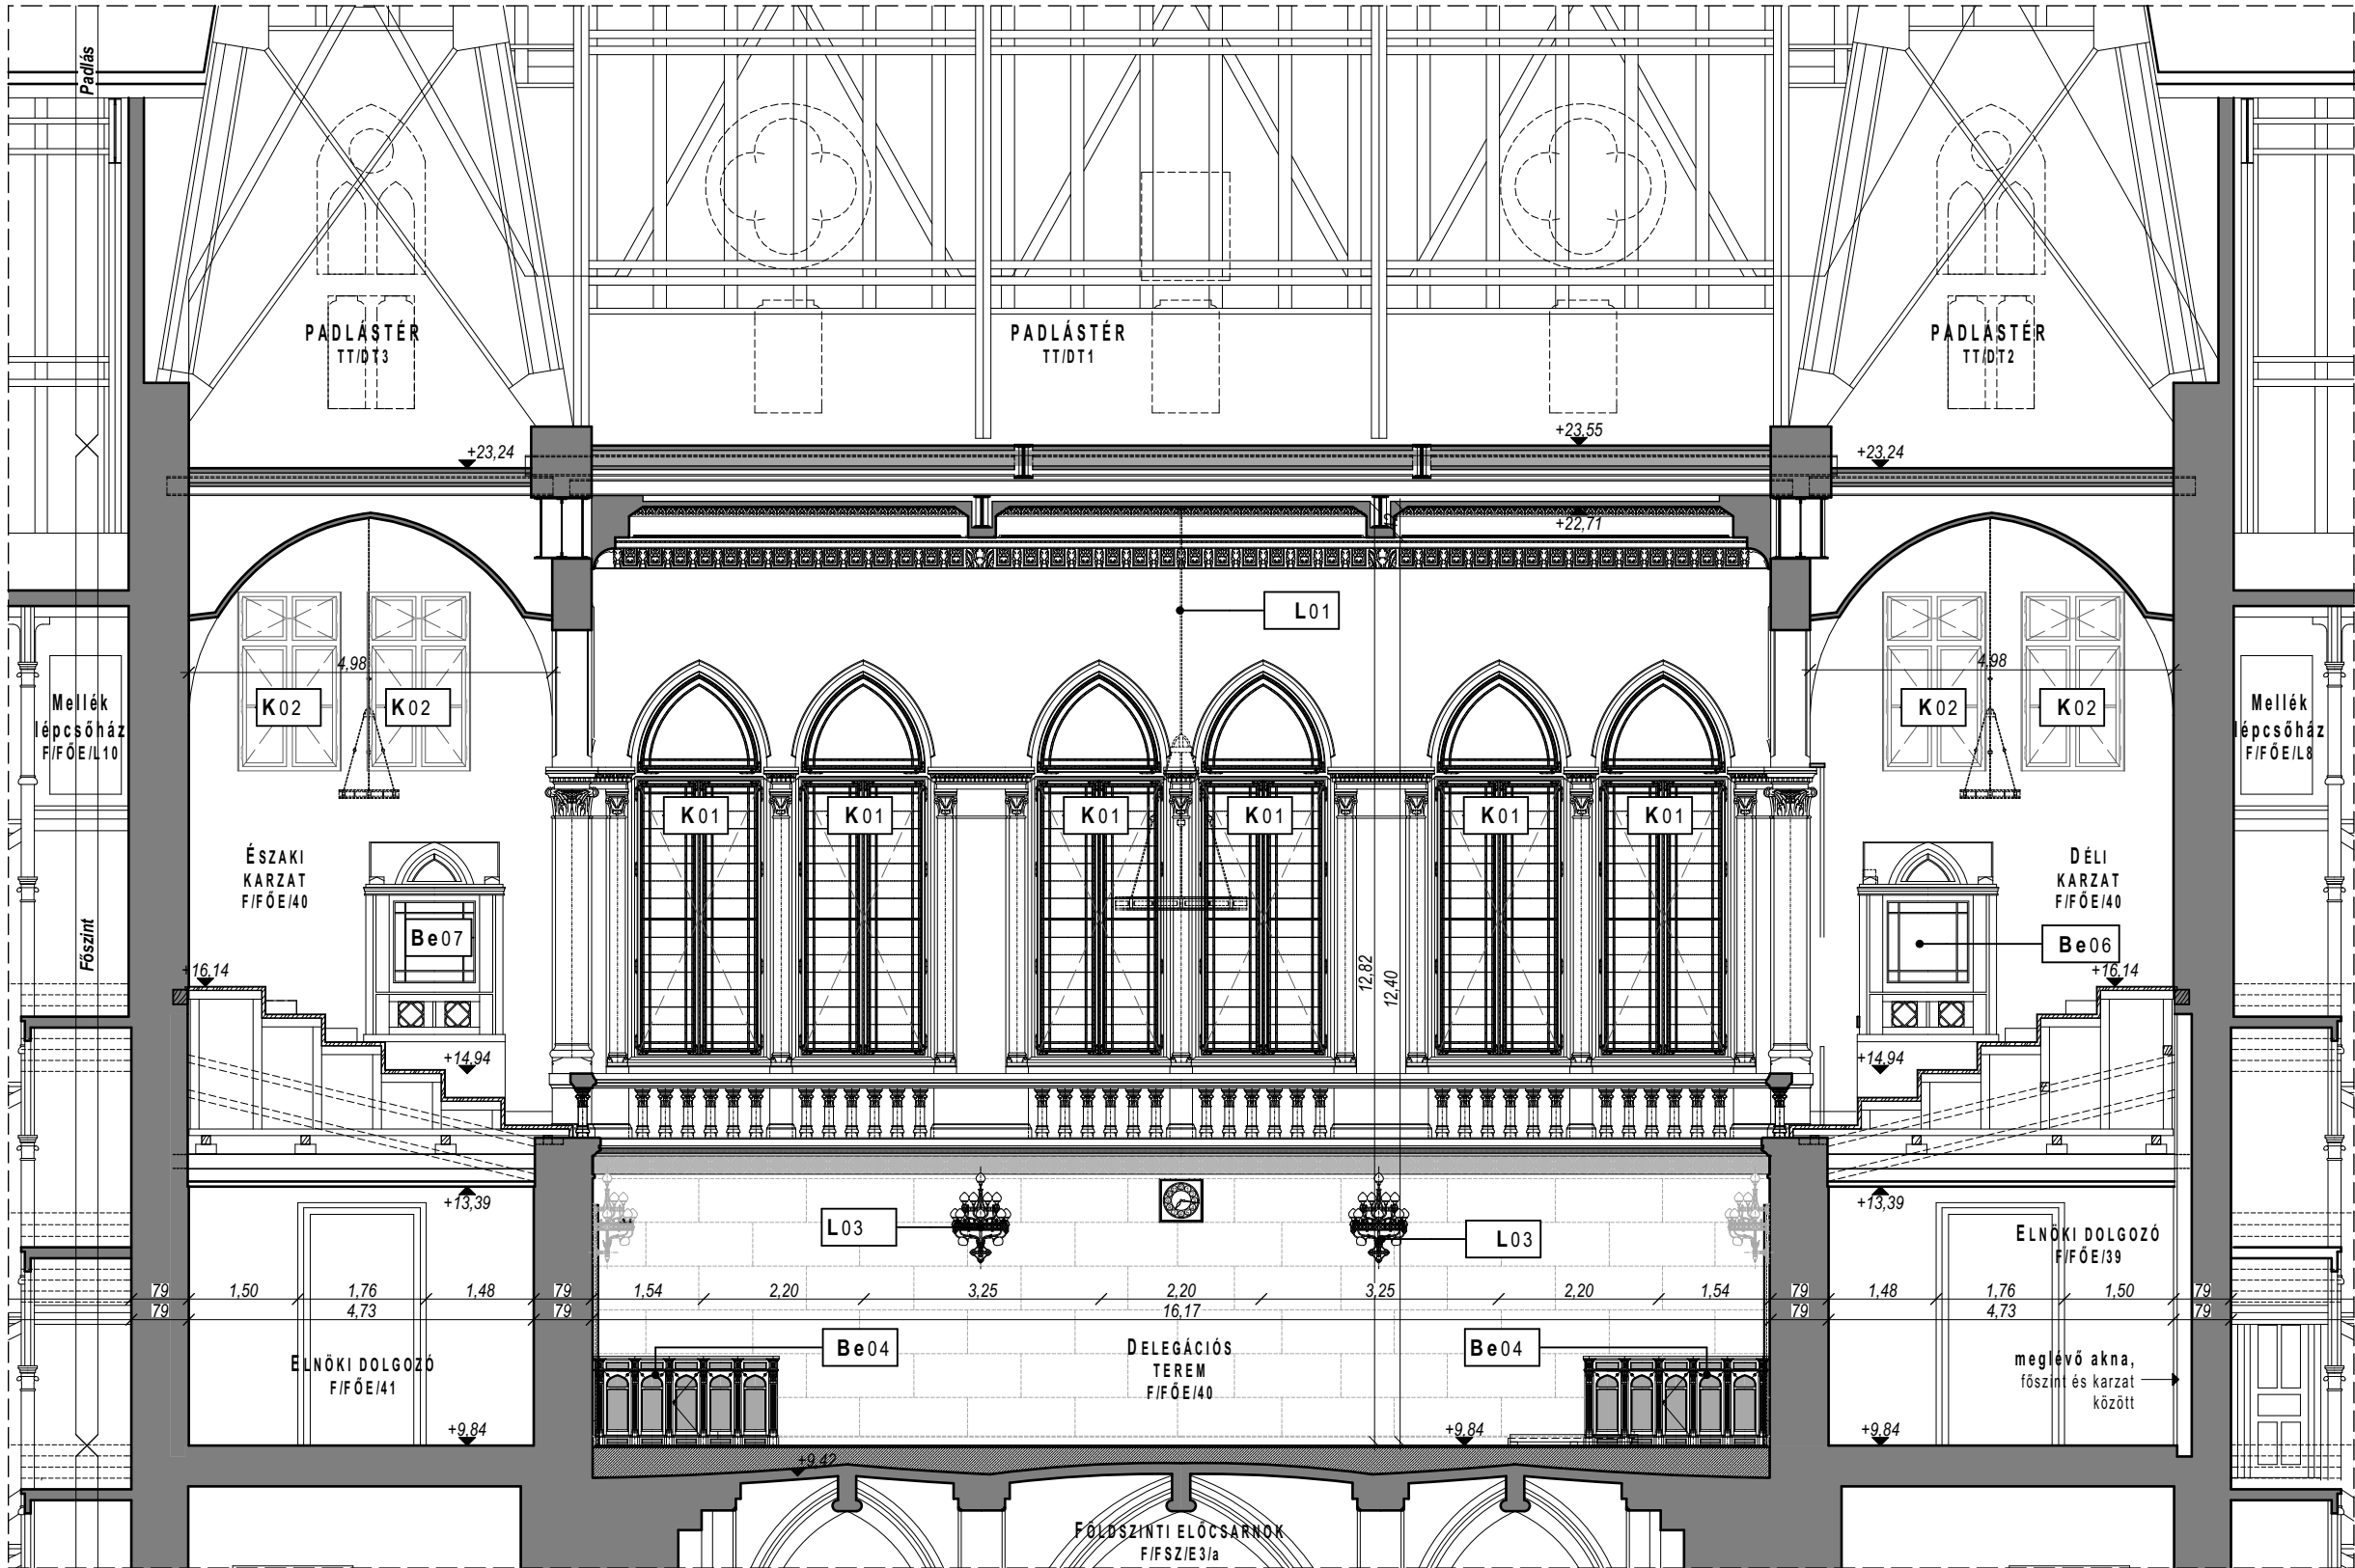 Padlás
PADLÁSTÉR
TT/DT3
PADLÁSTÉR
TT/DT1
PADLÁSTÉR
TT/DT2
+23,24
+23,55
+23,24
+22,71
L01
4,98
4,98
K02
K02
K02
K02
Mellék
lépcsőház
F/FŐE/L10
Mellék
lépcsőház
F/FŐE/L8
K01
K01
K01
K01
K01
K01
ÉSZAKI
KARZAT
F/FŐE/40
DÉLI
KARZAT
F/FŐE/40
Be07
Be06
Főszint
+16,14
+16,14
12,82
12,40
+14,94
+14,94
+13,39
+13,39
L03
L03
ELNÖKI DOLGOZÓ
F/FŐE/39
79
1,50
1,76
1,48
79
1,54
2,20
3,25
2,20
3,25
2,20
1,54
79
1,48
1,76
1,50
79
79
4,73
79
16,17
79
4,73
79
Be04
Be04
DELEGÁCIÓS
TEREM
F/FŐE/40
ELNÖKI DOLGOZÓ
F/FŐE/41
meglévő akna,
főszint és karzat
között
+9,84
+9,84
+9,84
+9,42
FÖLDSZINTI ELŐCSARNOK
F/FSZ/E3/a